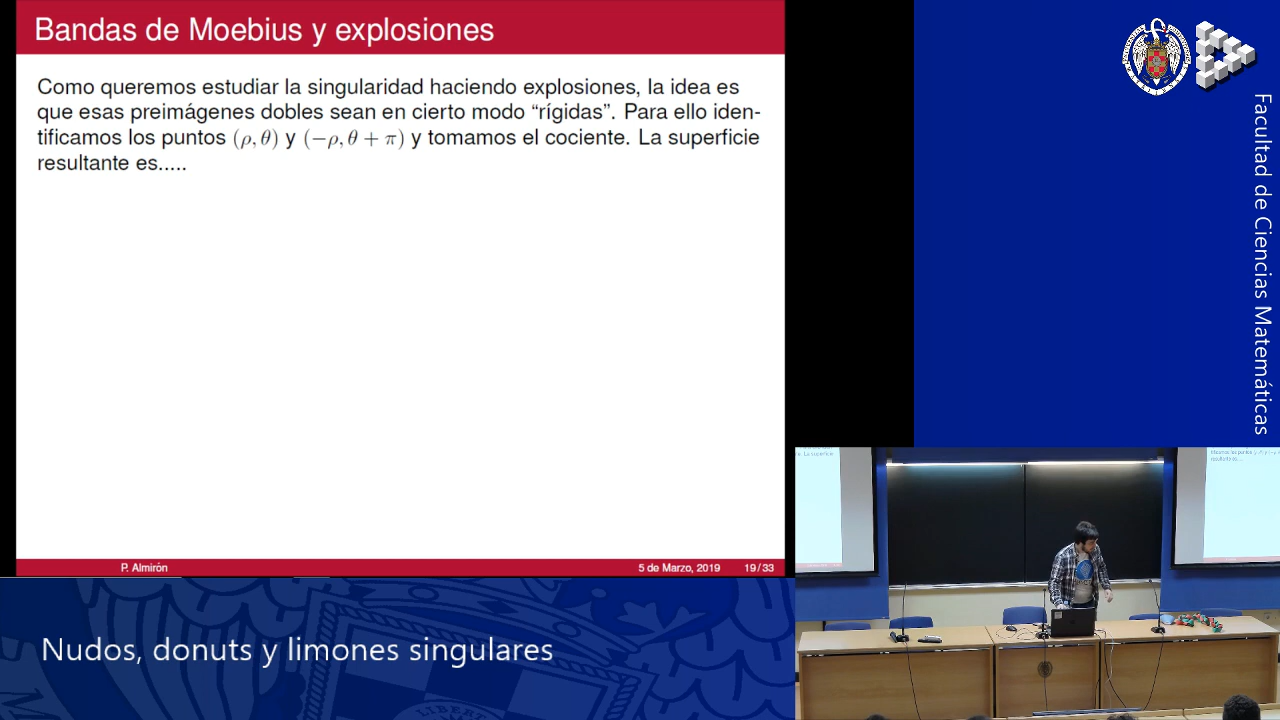 Bandas de Moebius y explosiones
Como queremos estudiar la singularidad haciendo explosiones, la idea es
que esas preimágenes dobles sean en cierto modo “rígidas”. Para ello iden-
tificamos los puntos (ρ, θ) y (−ρ, θ + π) y tomamos el cociente. La superficie
resultante es.....
P. Almirón
5 de Marzo, 2019
19/33
Nudos, donuts y limones singulares
Facultad de Ciencias Matemáticas